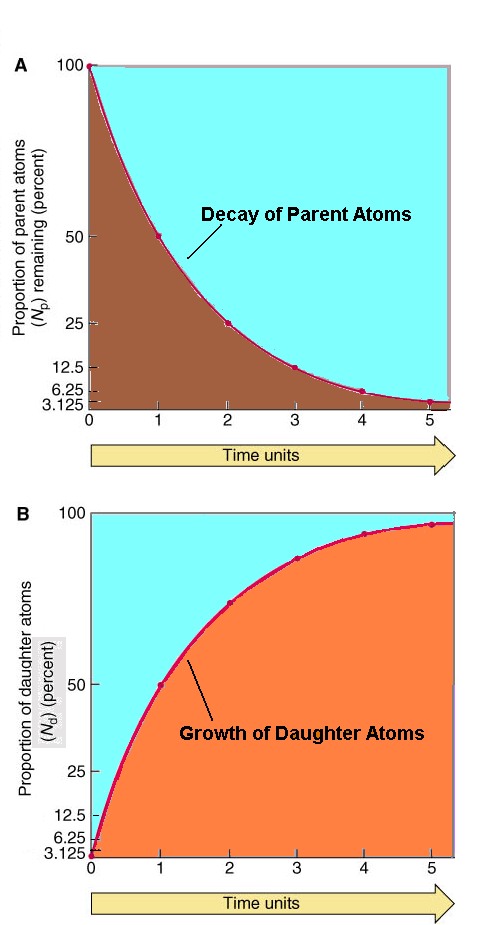 A
100
50
25
12.5
6.25
3.125
Proportion of parent atoms
(Np) remaining (percent)
Decay of Parent Atoms
0 1 2 3 4 5
Time units
B
100
50
25
12.5
6.25
3.125
Proportion of daughter atoms
(Nd) (percent)
Growth of Daughter Atoms
0 1 2 3 4 5
Time units